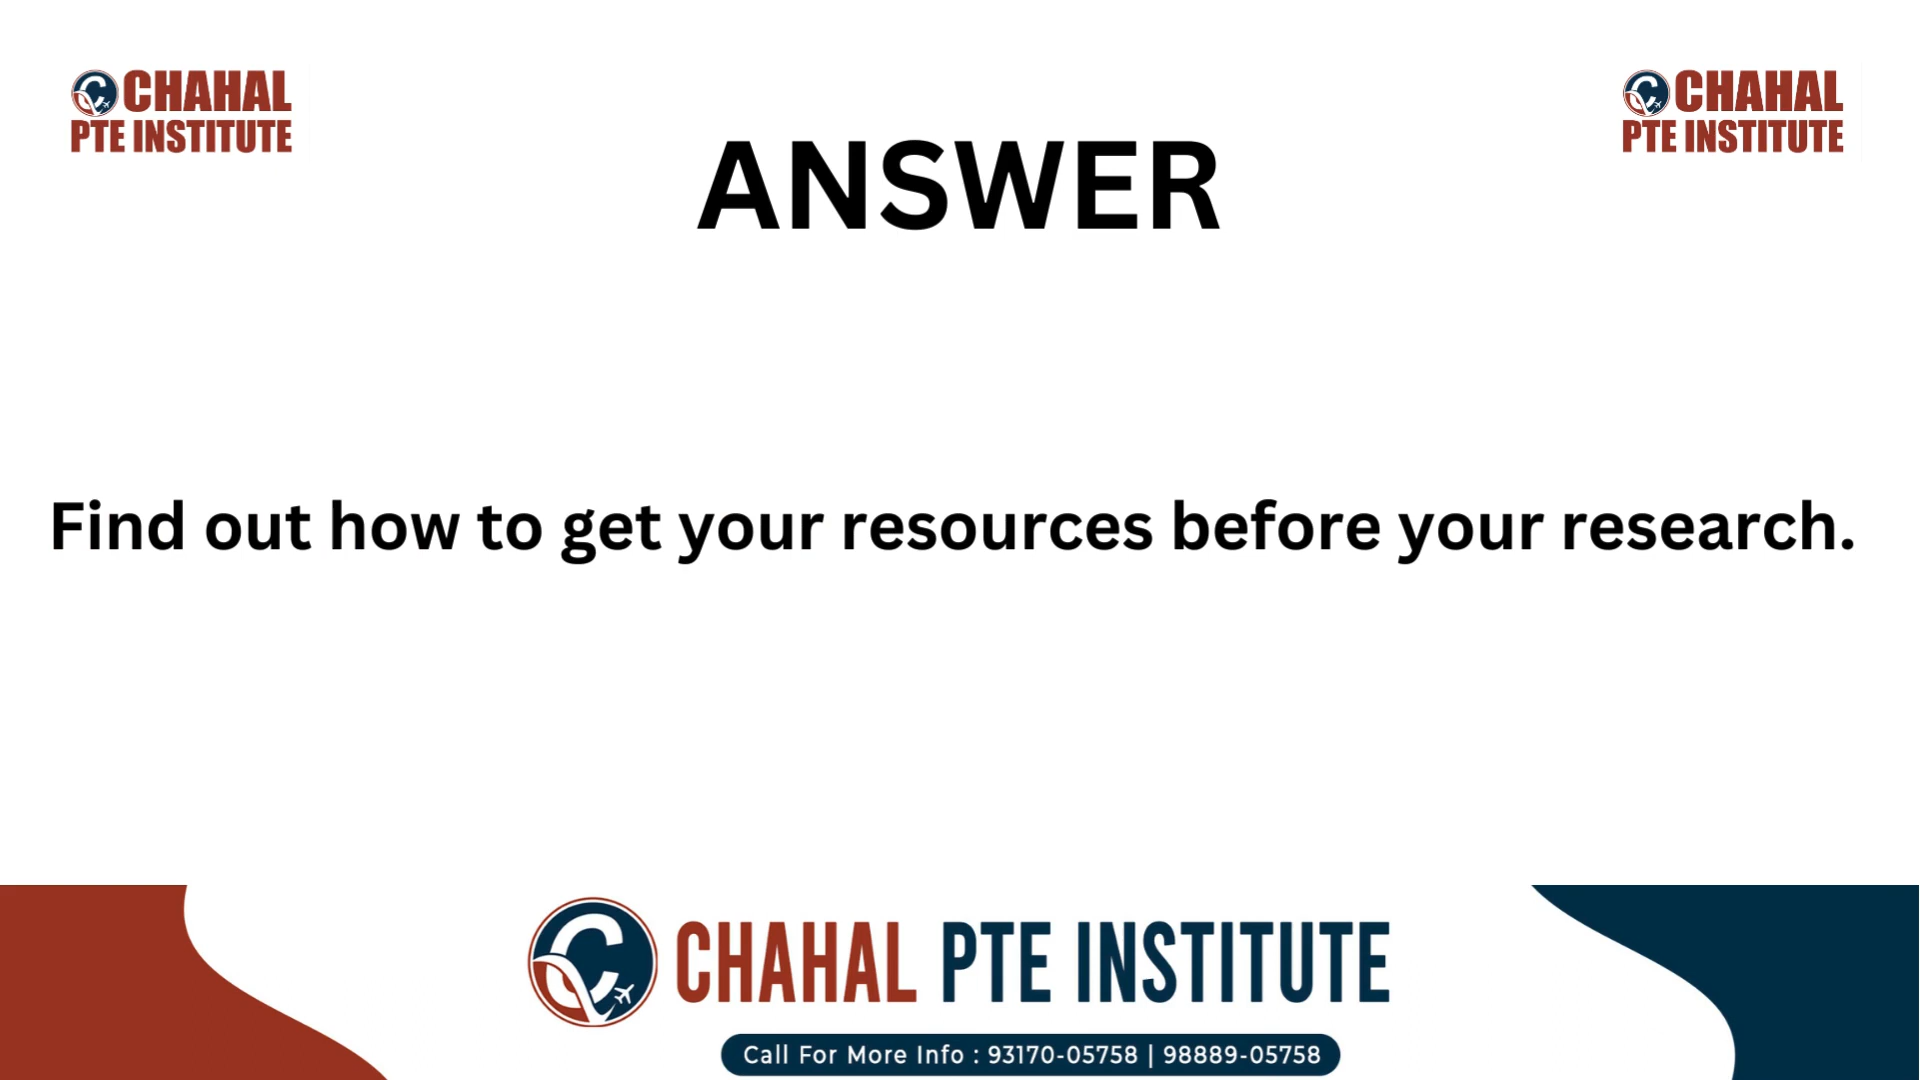 CHAHAL
PTE INSTITUTE
CHAHAL
PTE INSTITUTE
ANSWER
Find out how to get your resources before your research.
CHAHAL PTE INSTITUTE
Call For More Info : 93170-05758 | 98889-05758